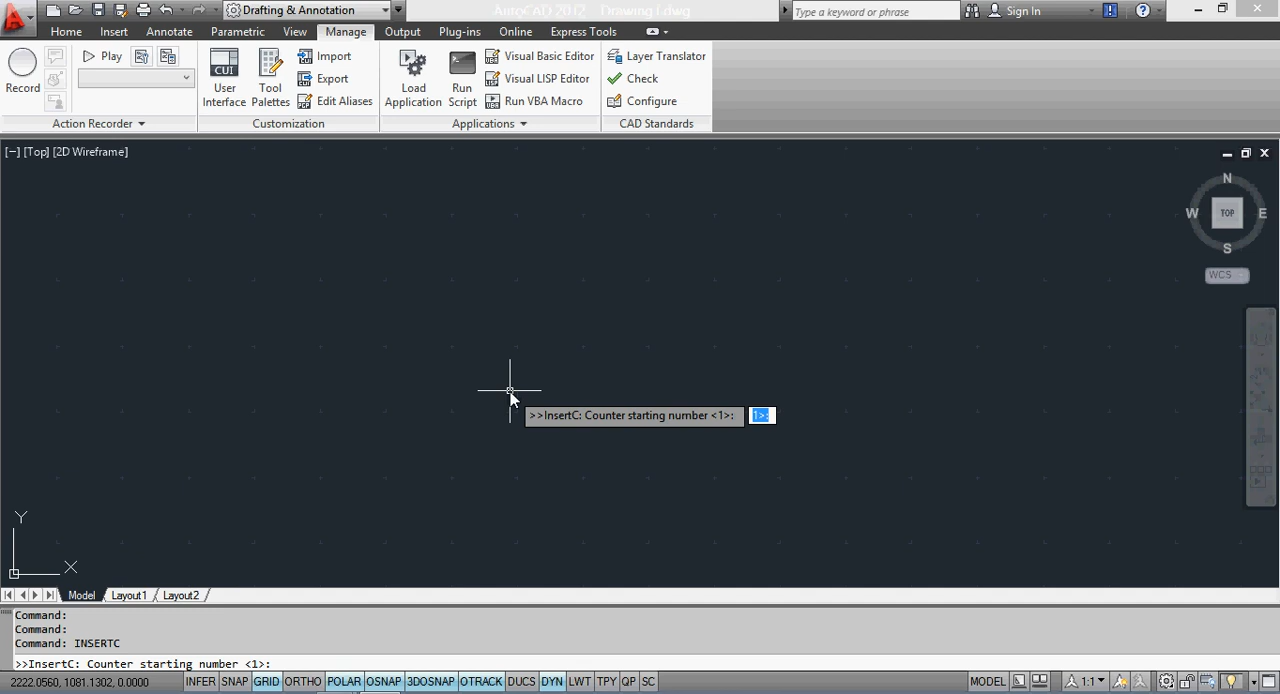 Drafting & Annotation
AutoCAD 2012 Drawing1.dwg
Type a keyword or phrase
Sign In
Home Insert Annotate Parametric View Manage Output Plug-ins Online Express Tools
Record
Play
CUI
User Interface
Tool Palettes
Import
Export
Edit Aliases
Load Application
Run Script
Visual Basic Editor
Visual LISP Editor
VBA
Run VBA Macro
Layer Translator
Check
Configure
Action Recorder
Customization
Applications
CAD Standards
[−] [Top] [2D Wireframe]
N
W TOP E
S
WCS
>>InsertC: Counter starting number <1>: 1>:
Y
X
Model Layout1 Layout2
Command:
Command:
Command: INSERTC
>>InsertC: Counter starting number <1>:
2222.0560, 1081.1302, 0.0000 INFER SNAP GRID ORTHO POLAR OSNAP 3DOSNAP OTRACK DUCS DYN LWT TPY QP SC MODEL 1:1